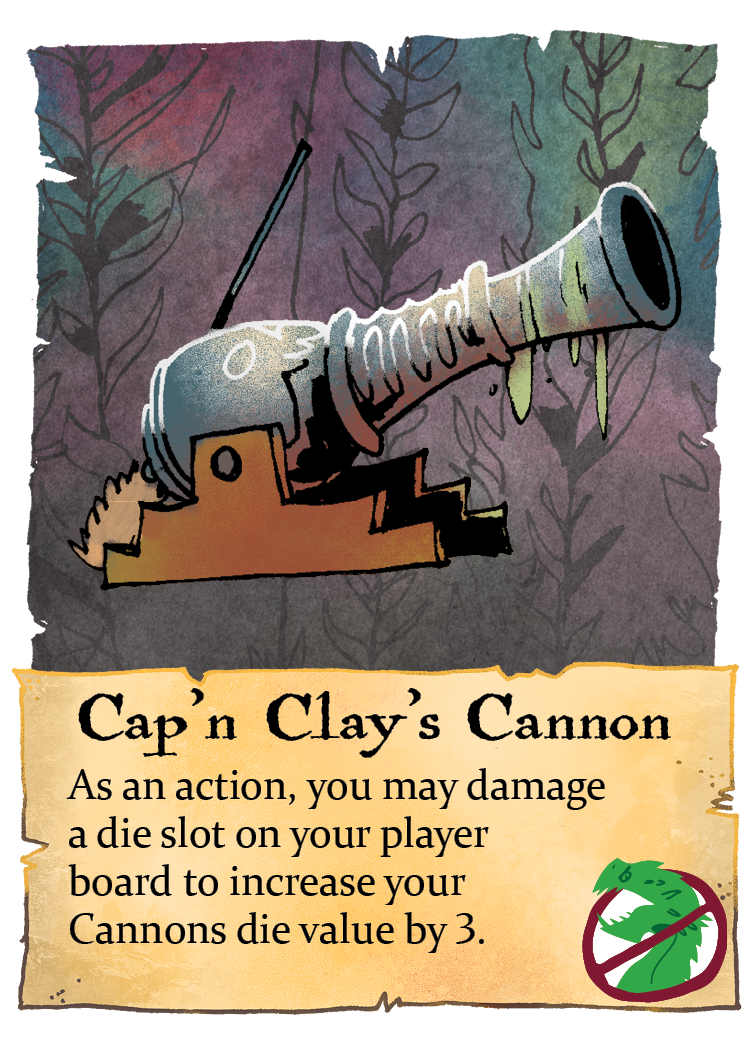 Cap’n Clay’s Cannon
As an action, you may damage
a die slot on your player
board to increase your
Cannons die value by 3.